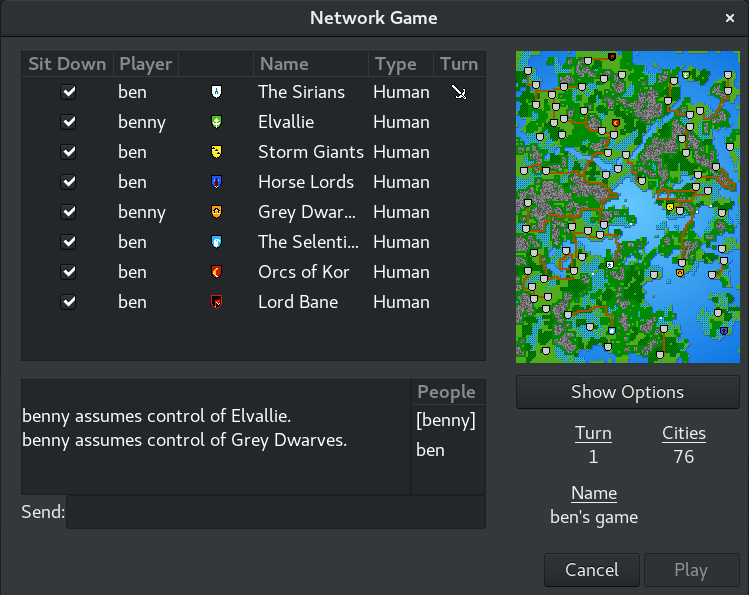 Network Game
Sit Down Player Name Type Turn
ben The Sirians Human
benny Elvallie Human
ben Storm Giants Human
ben Horse Lords Human
benny Grey Dwar... Human
ben The Selenti... Human
ben Orcs of Kor Human
ben Lord Bane Human
benny assumes control of Elvallie.
benny assumes control of Grey Dwarves.
People
[benny]
ben
Send:
Show Options
Turn Cities
1 76
Name
ben's game
Cancel Play